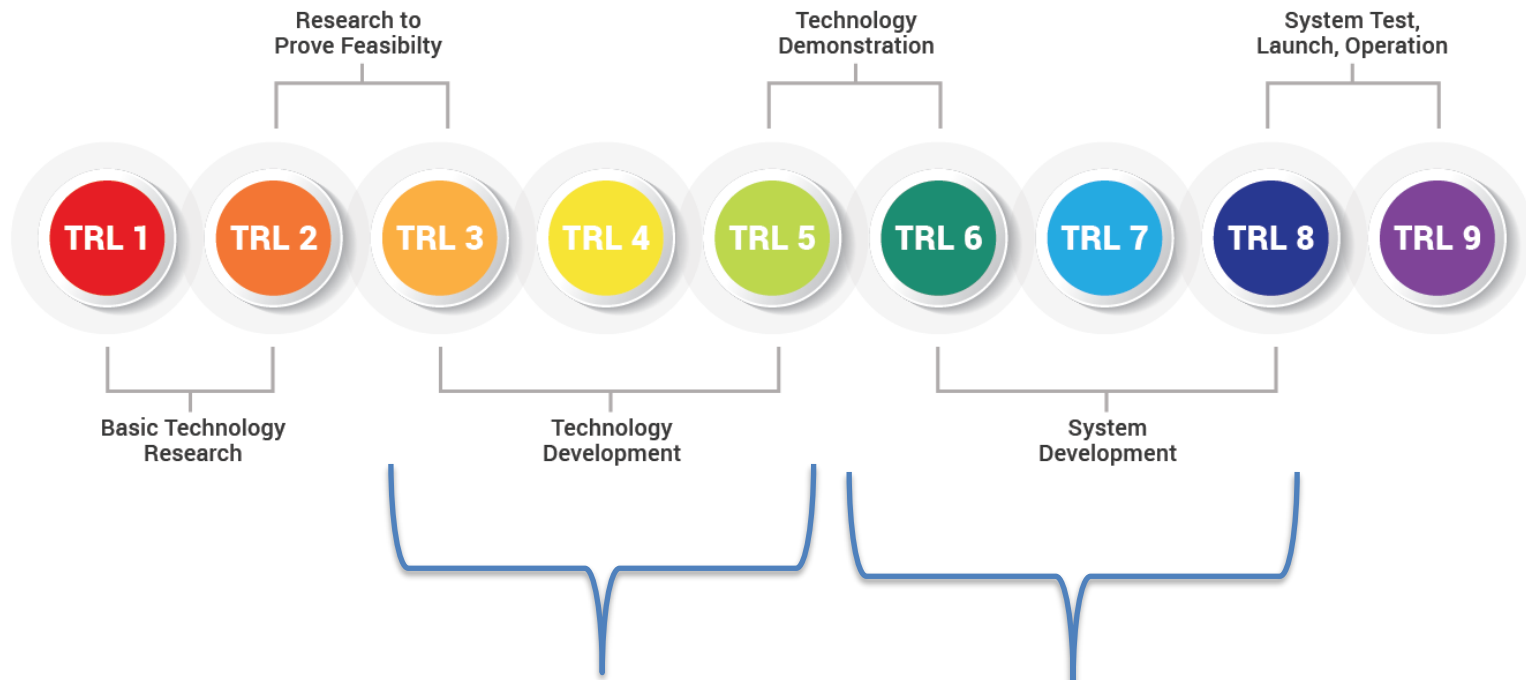 Research to
Prove Feasibilty
Technology
Demonstration
System Test,
Launch, Operation
TRL 1
TRL 2
TRL 3
TRL 4
TRL 5
TRL 6
TRL 7
TRL 8
TRL 9
Basic Technology
Research
Technology
Development
System
Development